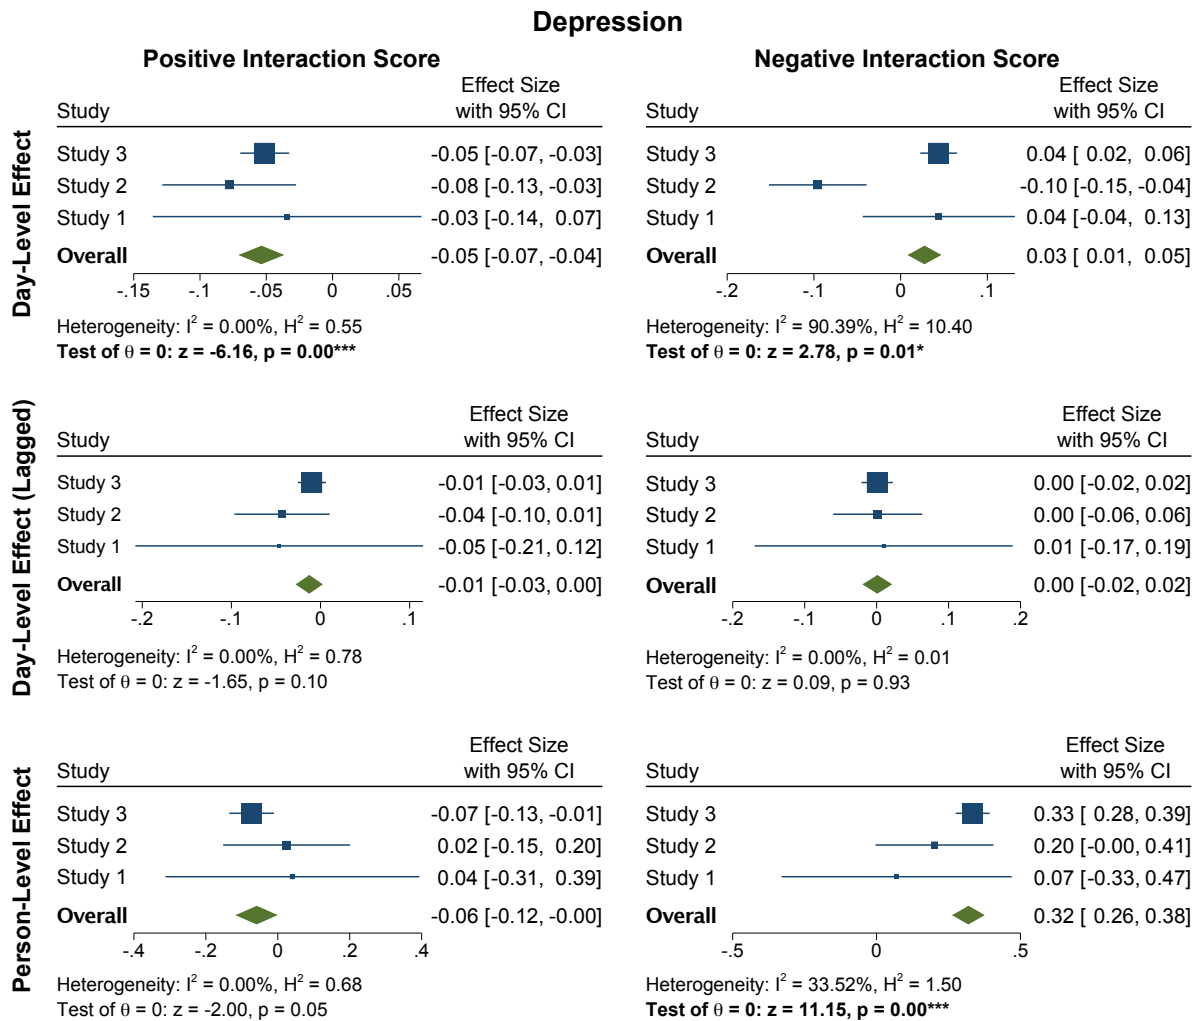 Depression
Day-Level Effect
Positive Interaction Score
Effect Size
Study with 95% CI
Study 3 -0.05 [-0.07, -0.03]
Study 2 -0.08 [-0.13, -0.03]
Study 1 -0.03 [-0.14, 0.07]
Overall -0.05 [-0.07, -0.04]
-.15 -.1 -.05 0 .05
Heterogeneity: I² = 0.00%, H² = 0.55
Test of θ = 0: z = -6.16, p = 0.00***
Negative Interaction Score
Effect Size
Study with 95% CI
Study 3 0.04 [ 0.02, 0.06]
Study 2 -0.10 [-0.15, -0.04]
Study 1 0.04 [-0.04, 0.13]
Overall 0.03 [ 0.01, 0.05]
-.2 -.1 0 .1
Heterogeneity: I² = 90.39%, H² = 10.40
Test of θ = 0: z = 2.78, p = 0.01*
Day-Level Effect (Lagged)
Effect Size
Study with 95% CI
Study 3 -0.01 [-0.03, 0.01]
Study 2 -0.04 [-0.10, 0.01]
Study 1 -0.05 [-0.21, 0.12]
Overall -0.01 [-0.03, 0.00]
-.2 -.1 0 .1
Heterogeneity: I² = 0.00%, H² = 0.78
Test of θ = 0: z = -1.65, p = 0.10
Effect Size
Study with 95% CI
Study 3 0.00 [-0.02, 0.02]
Study 2 0.00 [-0.06, 0.06]
Study 1 0.01 [-0.17, 0.19]
Overall 0.00 [-0.02, 0.02]
-.2 -.1 0 .1 .2
Heterogeneity: I² = 0.00%, H² = 0.01
Test of θ = 0: z = 0.09, p = 0.93
Person-Level Effect
Effect Size
Study with 95% CI
Study 3 -0.07 [-0.13, -0.01]
Study 2 0.02 [-0.15, 0.20]
Study 1 0.04 [-0.31, 0.39]
Overall -0.06 [-0.12, -0.00]
-.4 -.2 0 .2 .4
Heterogeneity: I² = 0.00%, H² = 0.68
Test of θ = 0: z = -2.00, p = 0.05
Effect Size
Study with 95% CI
Study 3 0.33 [ 0.28, 0.39]
Study 2 0.20 [-0.00, 0.41]
Study 1 0.07 [-0.33, 0.47]
Overall 0.32 [ 0.26, 0.38]
-.5 0 .5
Heterogeneity: I² = 33.52%, H² = 1.50
Test of θ = 0: z = 11.15, p = 0.00***